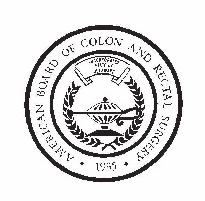 AMERICAN BOARD OF COLON AND RECTAL SURGERY
• 1935 •